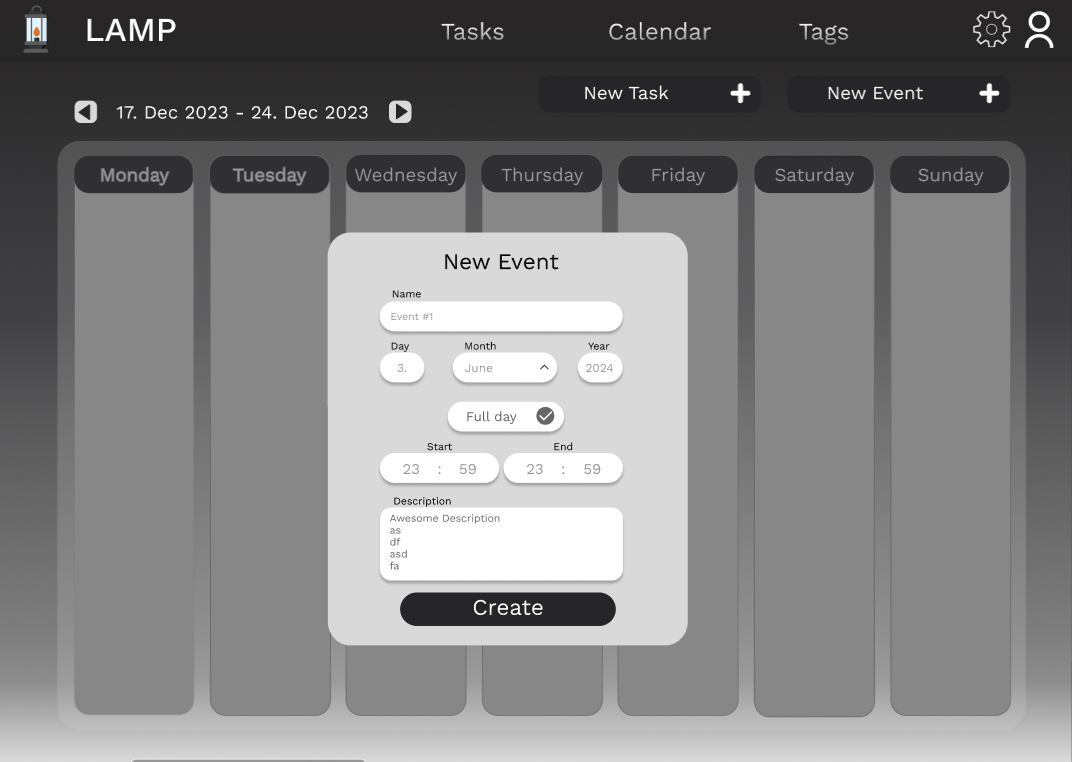 LAMP
Tasks
Calendar
Tags
New Task
New Event
17. Dec 2023 - 24. Dec 2023
Monday
Tuesday
Wednesday
Thursday
Friday
Saturday
Sunday
New Event
Name
Event #1
Day
Month
Year
3.
June
2024
Full day
Start
End
23 : 59
23 : 59
Description
Awesome Description
as
df
asd
fa
Create